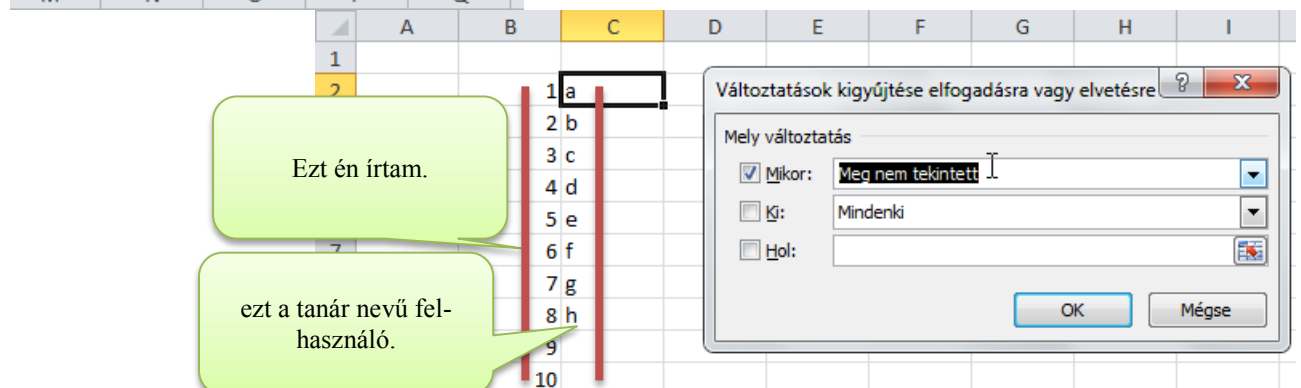 A B C D E F G H I
1
2 1 a
2 b
3 c
4 d
5 e
7 6 f
7 g
8 h
9
10
Ezt én írtam.
ezt a tanár nevű fel-
használó.
Változtatások kigyűjtése elfogadásra vagy elvetésre
Mely változtatás
Mikor: Meg nem tekintett
Ki: Mindenki
Hol:
OK Mégse